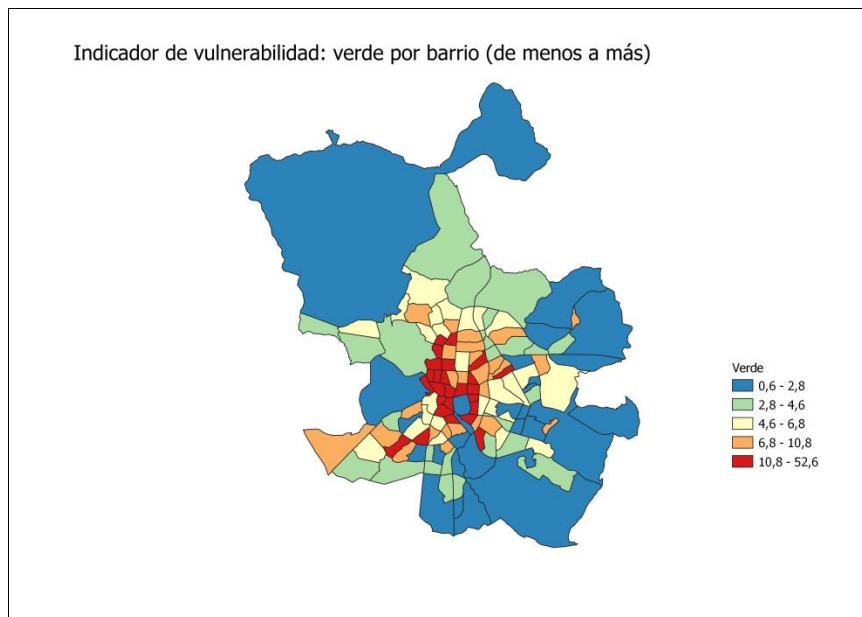 Indicador de vulnerabilidad: verde por barrio (de menos a más)
Verde
0,6 - 2,8
2,8 - 4,6
4,6 - 6,8
6,8 - 10,8
10,8 - 52,6